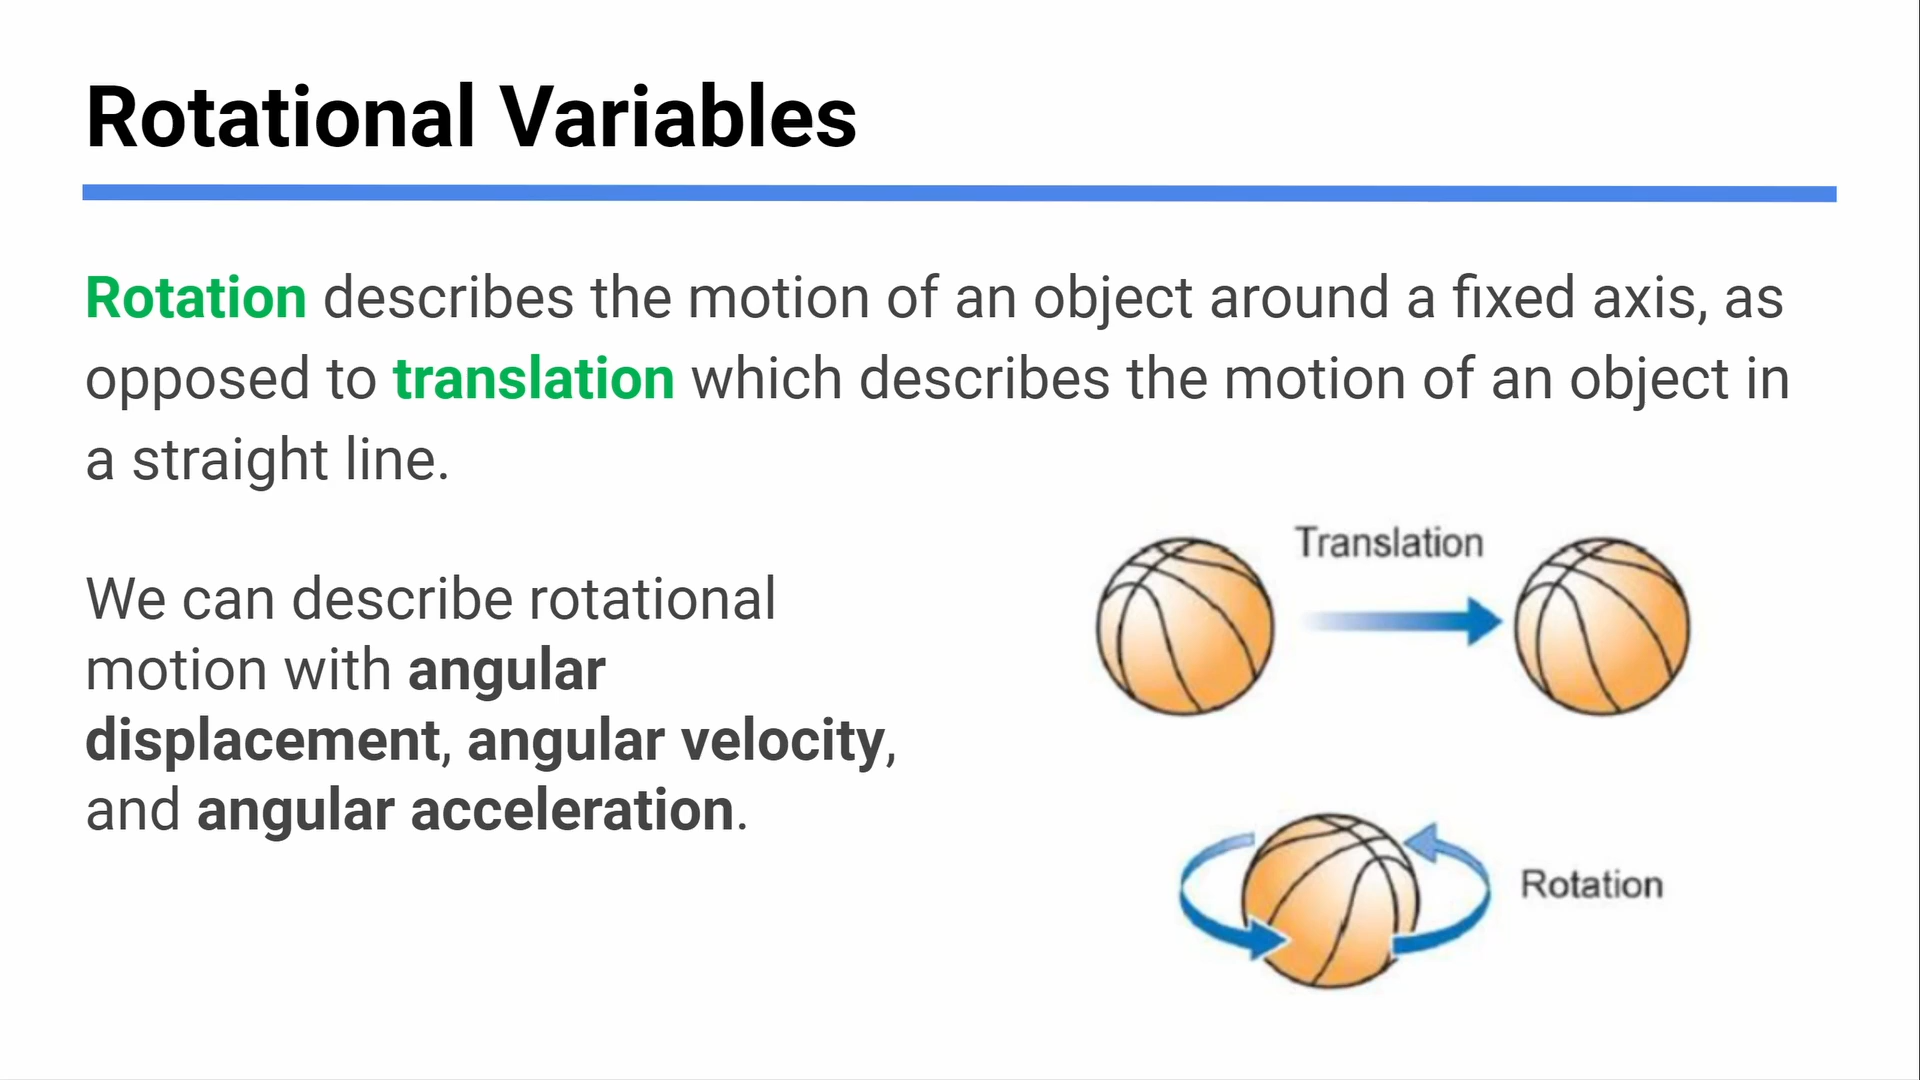 Rotational Variables
Rotation describes the motion of an object around a fixed axis, as
opposed to translation which describes the motion of an object in
a straight line.
We can describe rotational
motion with angular
displacement, angular velocity,
and angular acceleration.
Translation
Rotation